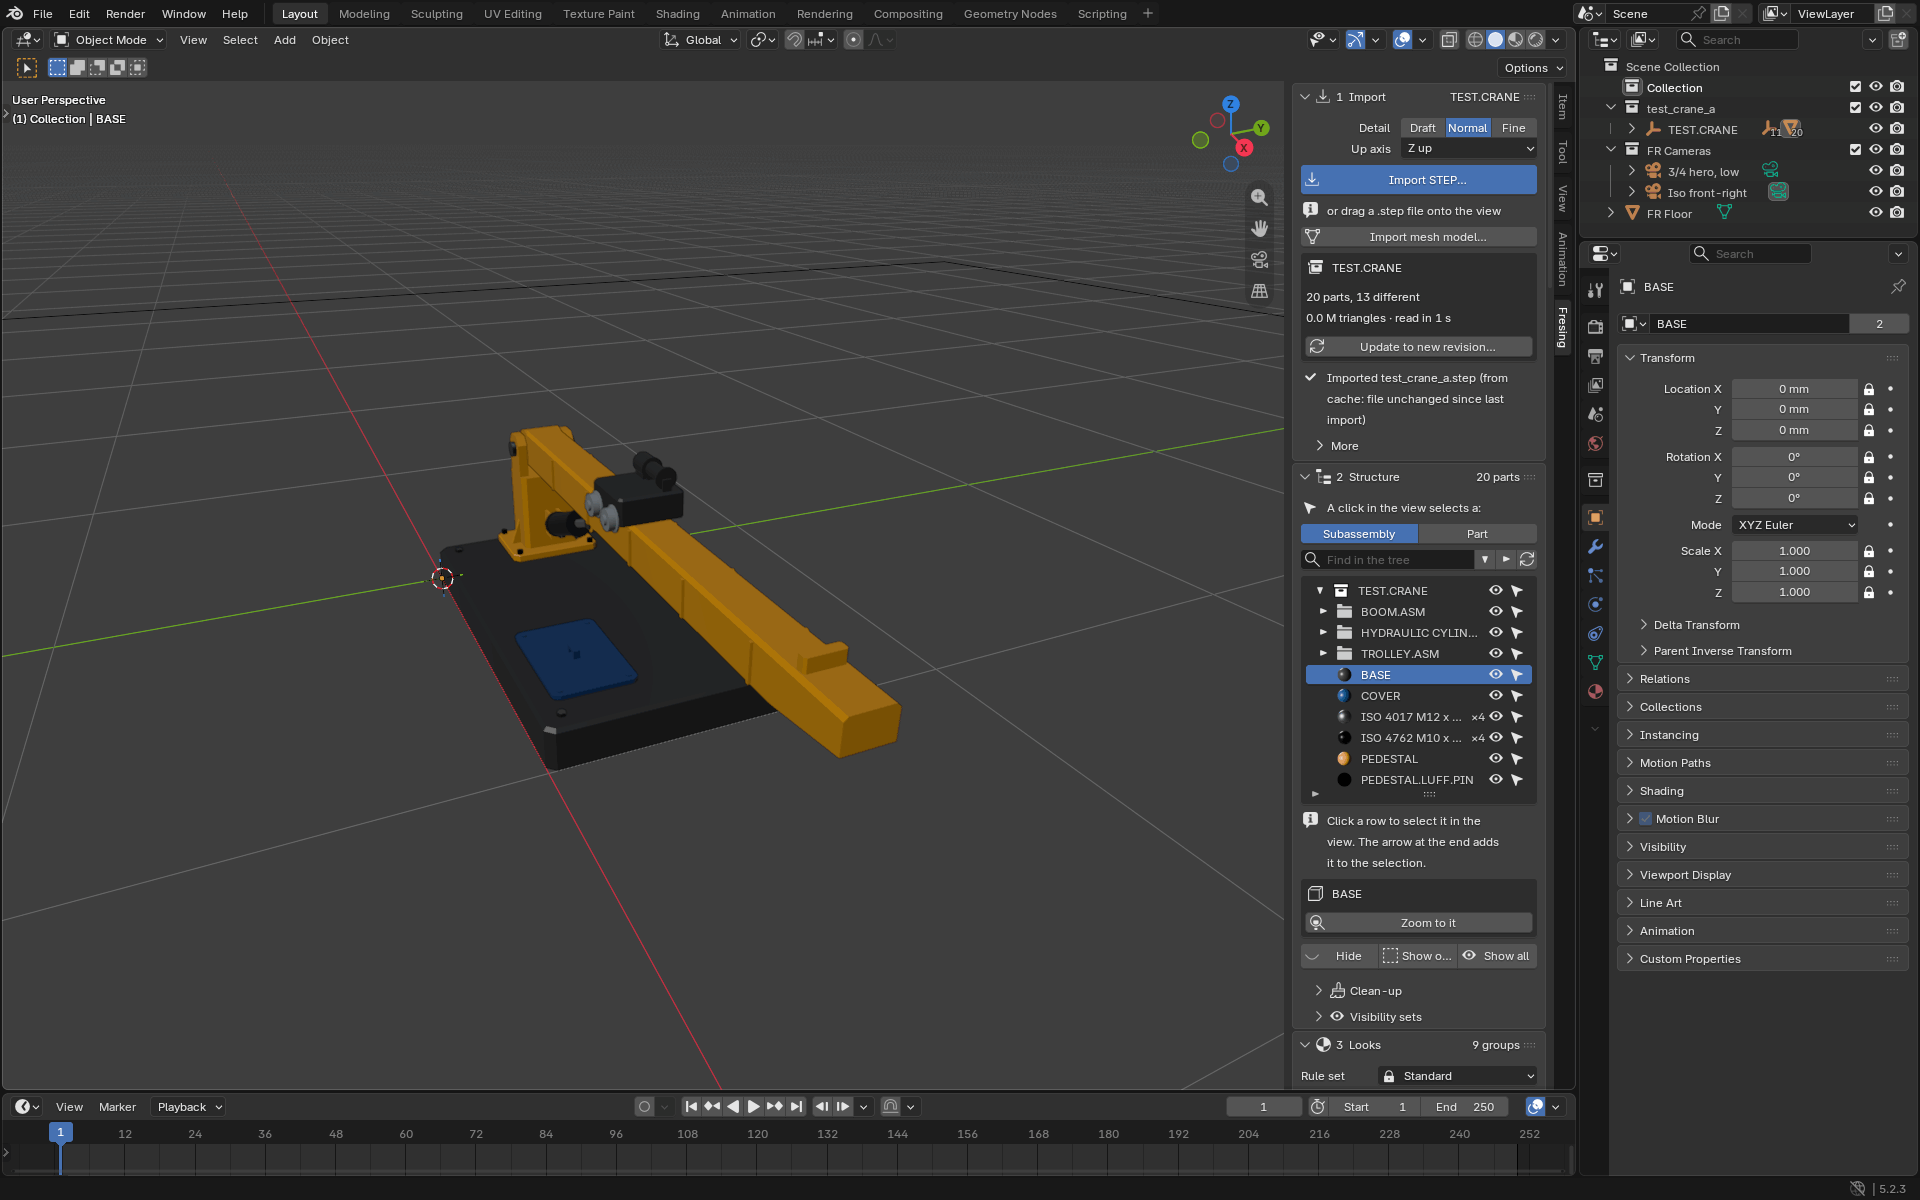 File Edit Render Window Help Layout Modeling Sculpting UV Editing Texture Paint Shading Animation Rendering Compositing Geometry Nodes Scripting + Scene ViewLayer
Object Mode View Select Add Object Global
Options
User Perspective
(1) Collection | BASE
Z
Y
X
1 Import TEST.CRANE
Detail Draft Normal Fine
Up axis Z up
Import STEP...
or drag a .step file onto the view
Import mesh model...
TEST.CRANE
20 parts, 13 different
0.0 M triangles · read in 1 s
Update to new revision...
Imported test_crane_a.step (from
cache: file unchanged since last
import)
More
2 Structure 20 parts
A click in the view selects a:
Subassembly Part
Find in the tree
TEST.CRANE
BOOM.ASM
HYDRAULIC CYLIN...
TROLLEY.ASM
BASE
COVER
ISO 4017 M12 x ... ×4
ISO 4762 M10 x ... ×4
PEDESTAL
PEDESTAL.LUFF.PIN
Click a row to select it in the
view. The arrow at the end adds
it to the selection.
BASE
Zoom to it
Hide Show o... Show all
Clean-up
Visibility sets
3 Looks 9 groups
Rule set Standard
Item
Tool
View
Animation
Fresing
Search
Scene Collection
Collection
test_crane_a
TEST.CRANE 11 20
FR Cameras
3/4 hero, low
Iso front-right
FR Floor
Search
BASE
BASE 2
Transform
Location X 0 mm
Y 0 mm
Z 0 mm
Rotation X 0°
Y 0°
Z 0°
Mode XYZ Euler
Scale X 1.000
Y 1.000
Z 1.000
Delta Transform
Parent Inverse Transform
Relations
Collections
Instancing
Motion Paths
Shading
Motion Blur
Visibility
Viewport Display
Line Art
Animation
Custom Properties
View Marker Playback 1 Start 1 End 250
1 12 24 36 48 60 72 84 96 108 120 132 144 156 168 180 192 204 216 228 240 252
5.2.3